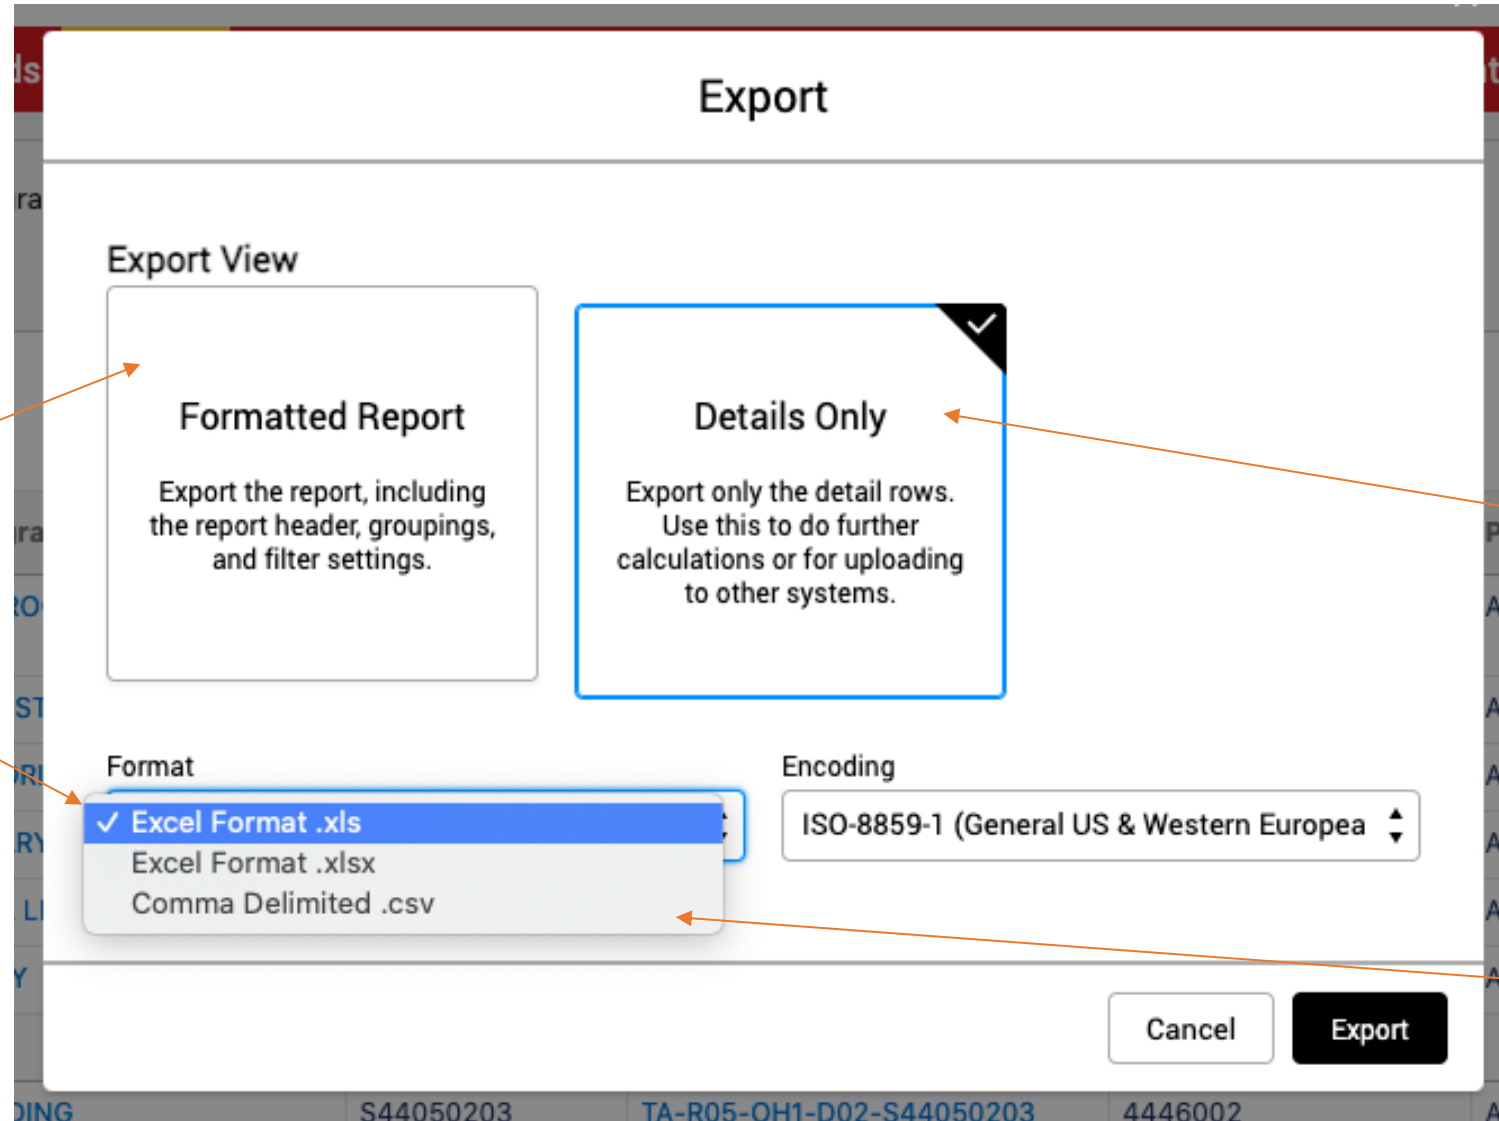 Export
Export View
Formatted Report
Export the report, including
the report header, groupings,
and filter settings.
Details Only
Export only the detail rows.
Use this to do further
calculations or for uploading
to other systems.
Format
Encoding
✓ Excel Format .xls
Excel Format .xlsx
Comma Delimited .csv
ISO-8859-1 (General US & Western Europea
Cancel
Export
DING S44050203 TA-R05-OH1-D02-S44050203 4446002 A